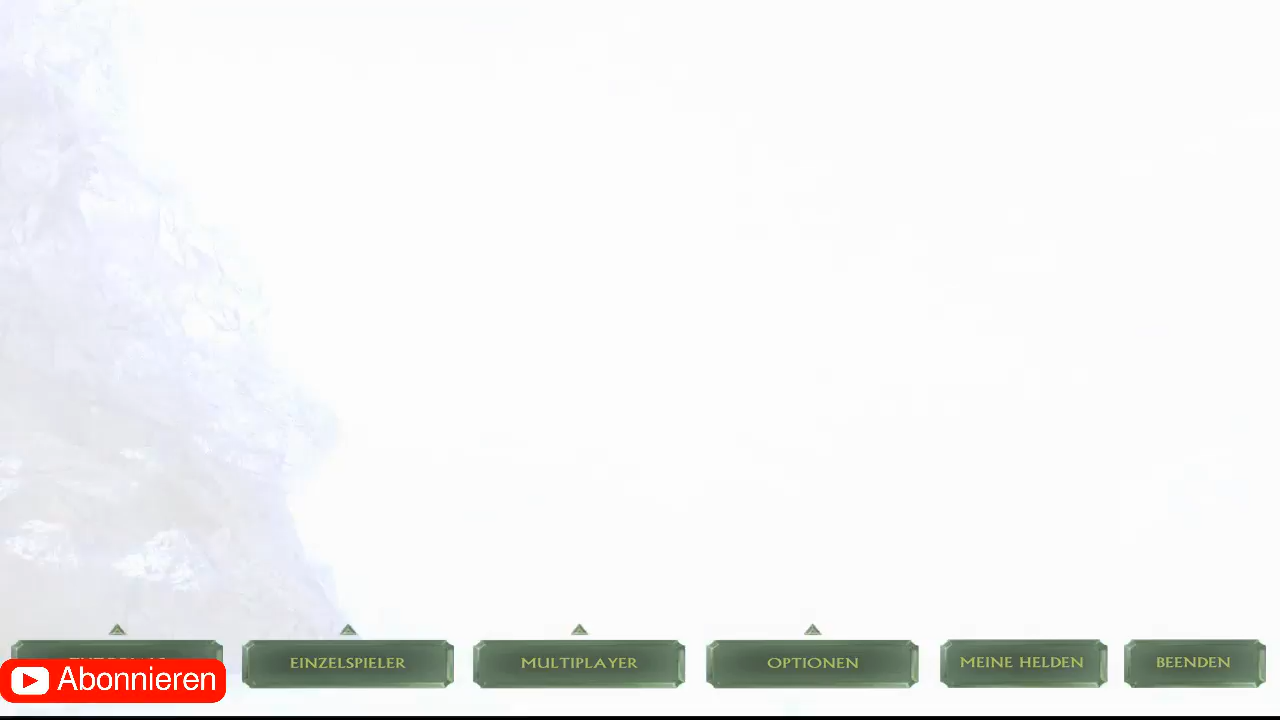 EINZELSPIELER
MULTIPLAYER
OPTIONEN
MEINE HELDEN
BEENDEN
Abonnieren